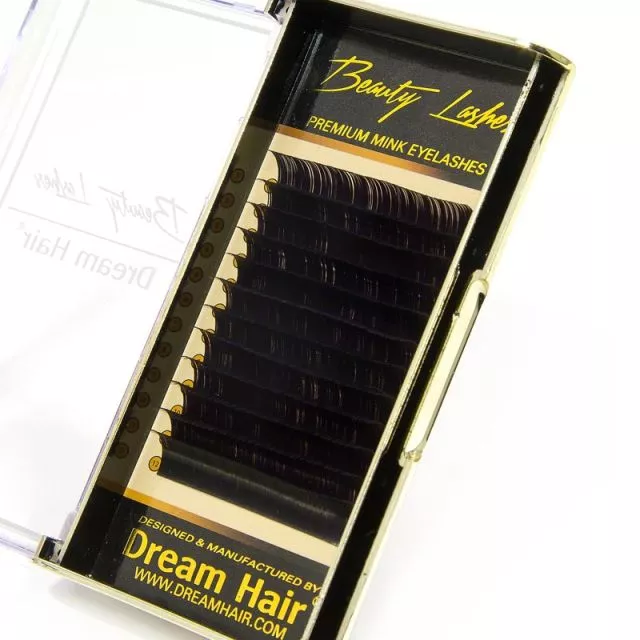 Beauty Lashes
PREMIUM MINK EYELASHES
Beauty Lashes
Dream Hair®
DESIGNED & MANUFACTURED BY
Dream Hair®
WWW.DREAMHAIR.COM